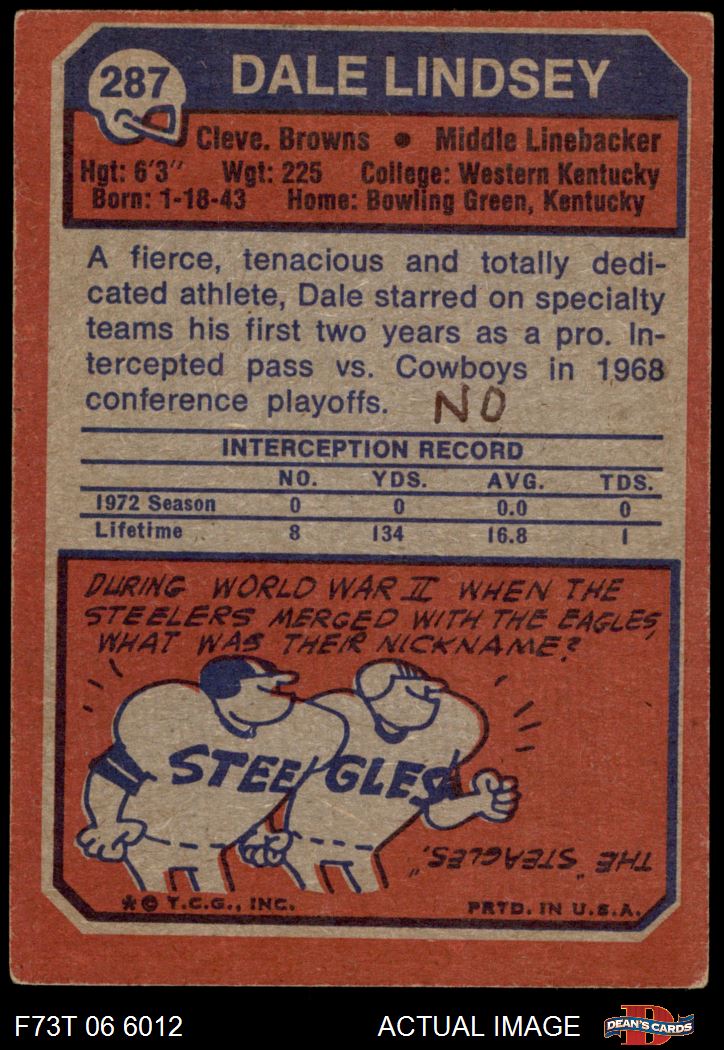 287
DALE LINDSEY
Cleve. Browns • Middle Linebacker
Hgt: 6'3" Wgt: 225 College: Western Kentucky
Born: 1-18-43 Home: Bowling Green, Kentucky
A fierce, tenacious and totally dedi-
cated athlete, Dale starred on specialty
teams his first two years as a pro. In-
tercepted pass vs. Cowboys in 1968
conference playoffs. NO
INTERCEPTION RECORD
NO. YDS. AVG. TDS.
1972 Season 0 0 0.0 0
Lifetime 8 134 16.8 1
DURING WORLD WAR II WHEN THE
STEELERS MERGED WITH THE EAGLES,
WHAT WAS THEIR NICKNAME?
STEE GLES
THE "STEAGLES."
* © T.C.G., INC. PRTD. IN U.S.A.
F73T 06 6012 ACTUAL IMAGE D DEAN'S CARDS